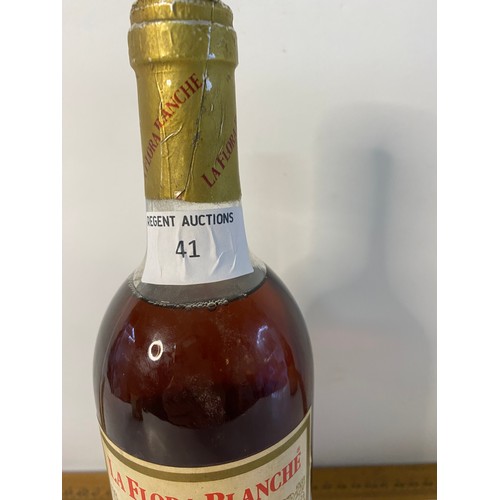 LA FLORA BLANCHE
LA FLORA
REGENT AUCTIONS
41
LA FLORA BLANCHE